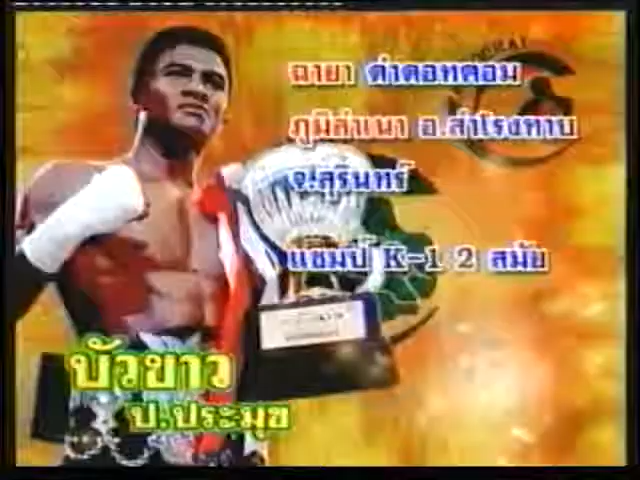 ฉายา ดำดอทคอม
ภูมิลำเนา อ.สำโรงทาบ
จ.สุรินทร์
แชมป์ K-1 2 สมัย
บัวขาว
ป.ประมุข